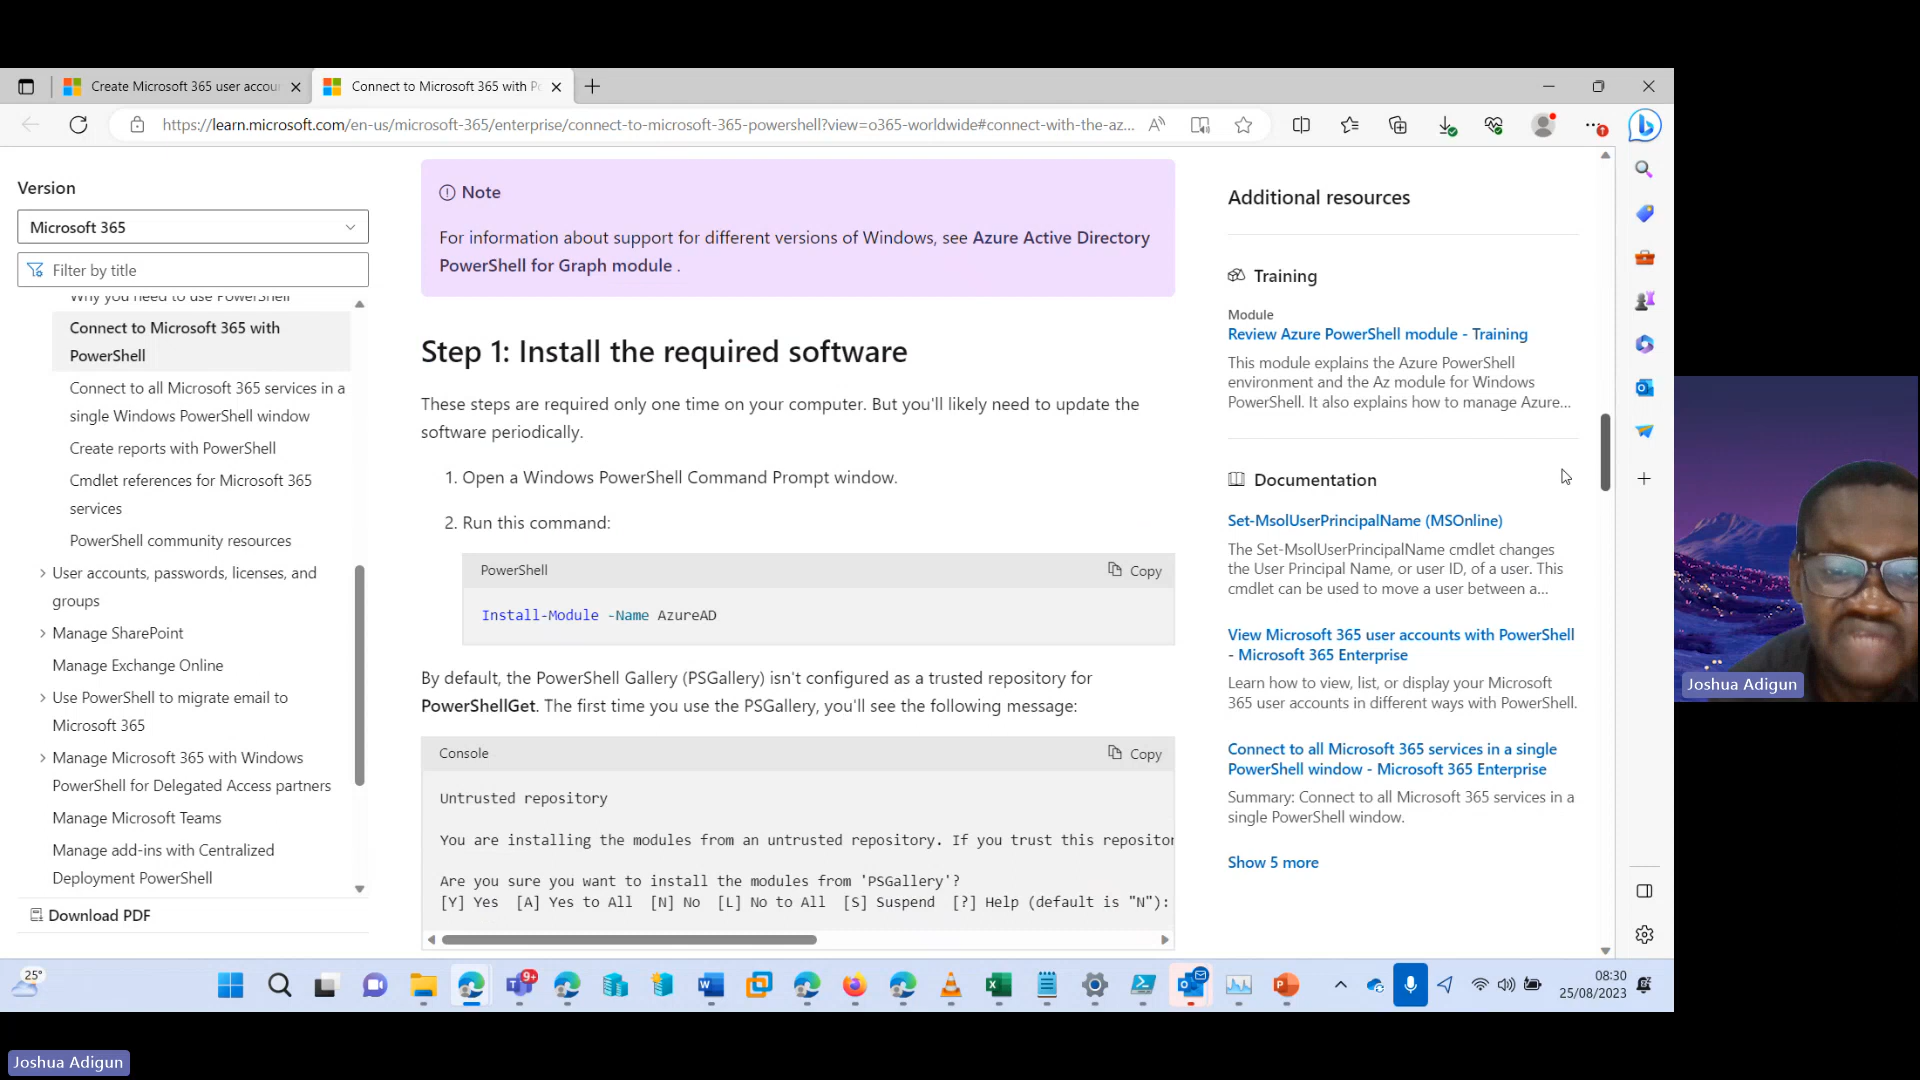 Create Microsoft 365 user accou
Connect to Microsoft 365 with P
https://learn.microsoft.com/en-us/microsoft-365/enterprise/connect-to-microsoft-365-powershell?view=o365-worldwide#connect-with-the-az...
Version
Microsoft 365
Filter by title
Why you need to use PowerShell
Connect to Microsoft 365 with
PowerShell
Connect to all Microsoft 365 services in a
single Windows PowerShell window
Create reports with PowerShell
Cmdlet references for Microsoft 365
services
PowerShell community resources
User accounts, passwords, licenses, and
groups
Manage SharePoint
Manage Exchange Online
Use PowerShell to migrate email to
Microsoft 365
Manage Microsoft 365 with Windows
PowerShell for Delegated Access partners
Manage Microsoft Teams
Manage add-ins with Centralized
Deployment PowerShell
Download PDF
Note
For information about support for different versions of Windows, see Azure Active Directory
PowerShell for Graph module .
Step 1: Install the required software
These steps are required only one time on your computer. But you'll likely need to update the
software periodically.
1. Open a Windows PowerShell Command Prompt window.
2. Run this command:
PowerShell
Copy
Install-Module -Name AzureAD
By default, the PowerShell Gallery (PSGallery) isn't configured as a trusted repository for
PowerShellGet. The first time you use the PSGallery, you'll see the following message:
Console
Copy
Untrusted repository
You are installing the modules from an untrusted repository. If you trust this repositor
Are you sure you want to install the modules from 'PSGallery'?
[Y] Yes [A] Yes to All [N] No [L] No to All [S] Suspend [?] Help (default is "N"):
Additional resources
Training
Module
Review Azure PowerShell module - Training
This module explains the Azure PowerShell
environment and the Az module for Windows
PowerShell. It also explains how to manage Azure...
Documentation
Set-MsolUserPrincipalName (MSOnline)
The Set-MsolUserPrincipalName cmdlet changes
the User Principal Name, or user ID, of a user. This
cmdlet can be used to move a user between a...
View Microsoft 365 user accounts with PowerShell
- Microsoft 365 Enterprise
Learn how to view, list, or display your Microsoft
365 user accounts in different ways with PowerShell.
Connect to all Microsoft 365 services in a single
PowerShell window - Microsoft 365 Enterprise
Summary: Connect to all Microsoft 365 services in a
single PowerShell window.
Show 5 more
Joshua Adigun
25°
9+
08:30
25/08/2023
Joshua Adigun